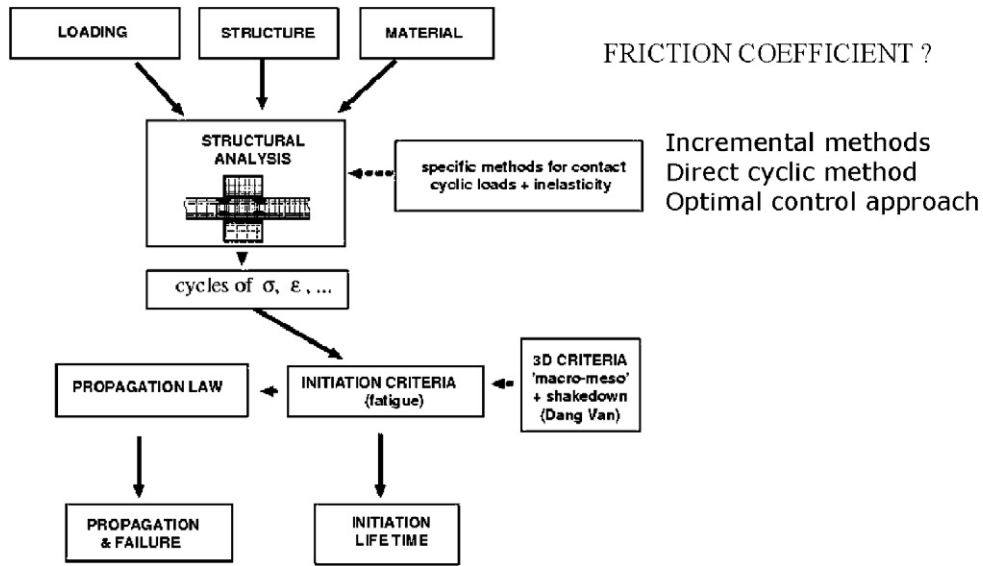 LOADING
STRUCTURE
MATERIAL
FRICTION COEFFICIENT ?
STRUCTURAL
ANALYSIS
specific methods for contact
cyclic loads + inelasticity
Incremental methods
Direct cyclic method
Optimal control approach
cycles of σ, ε , ...
PROPAGATION LAW
INITIATION CRITERIA
(fatigue)
3D CRITERIA
'macro-meso'
+ shakedown
(Dang Van)
PROPAGATION
& FAILURE
INITIATION
LIFE TIME